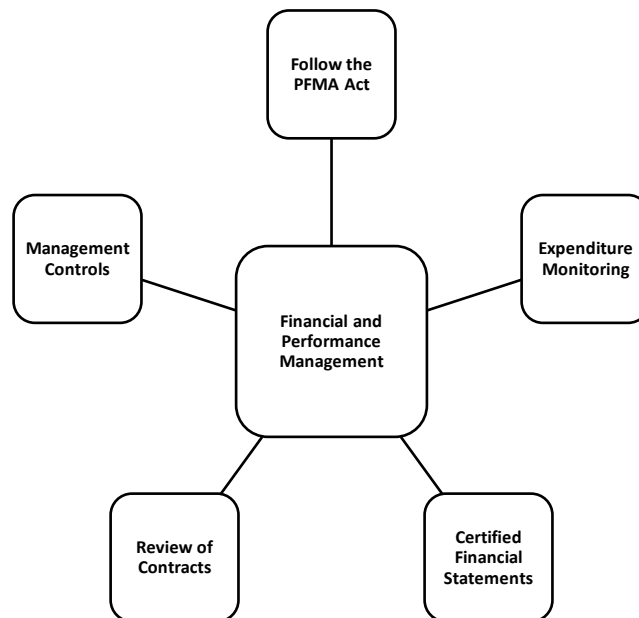 Follow the
PFMA Act
Management
Controls
Expenditure
Monitoring
Financial and
Performance
Management
Review of
Contracts
Certified
Financial
Statements